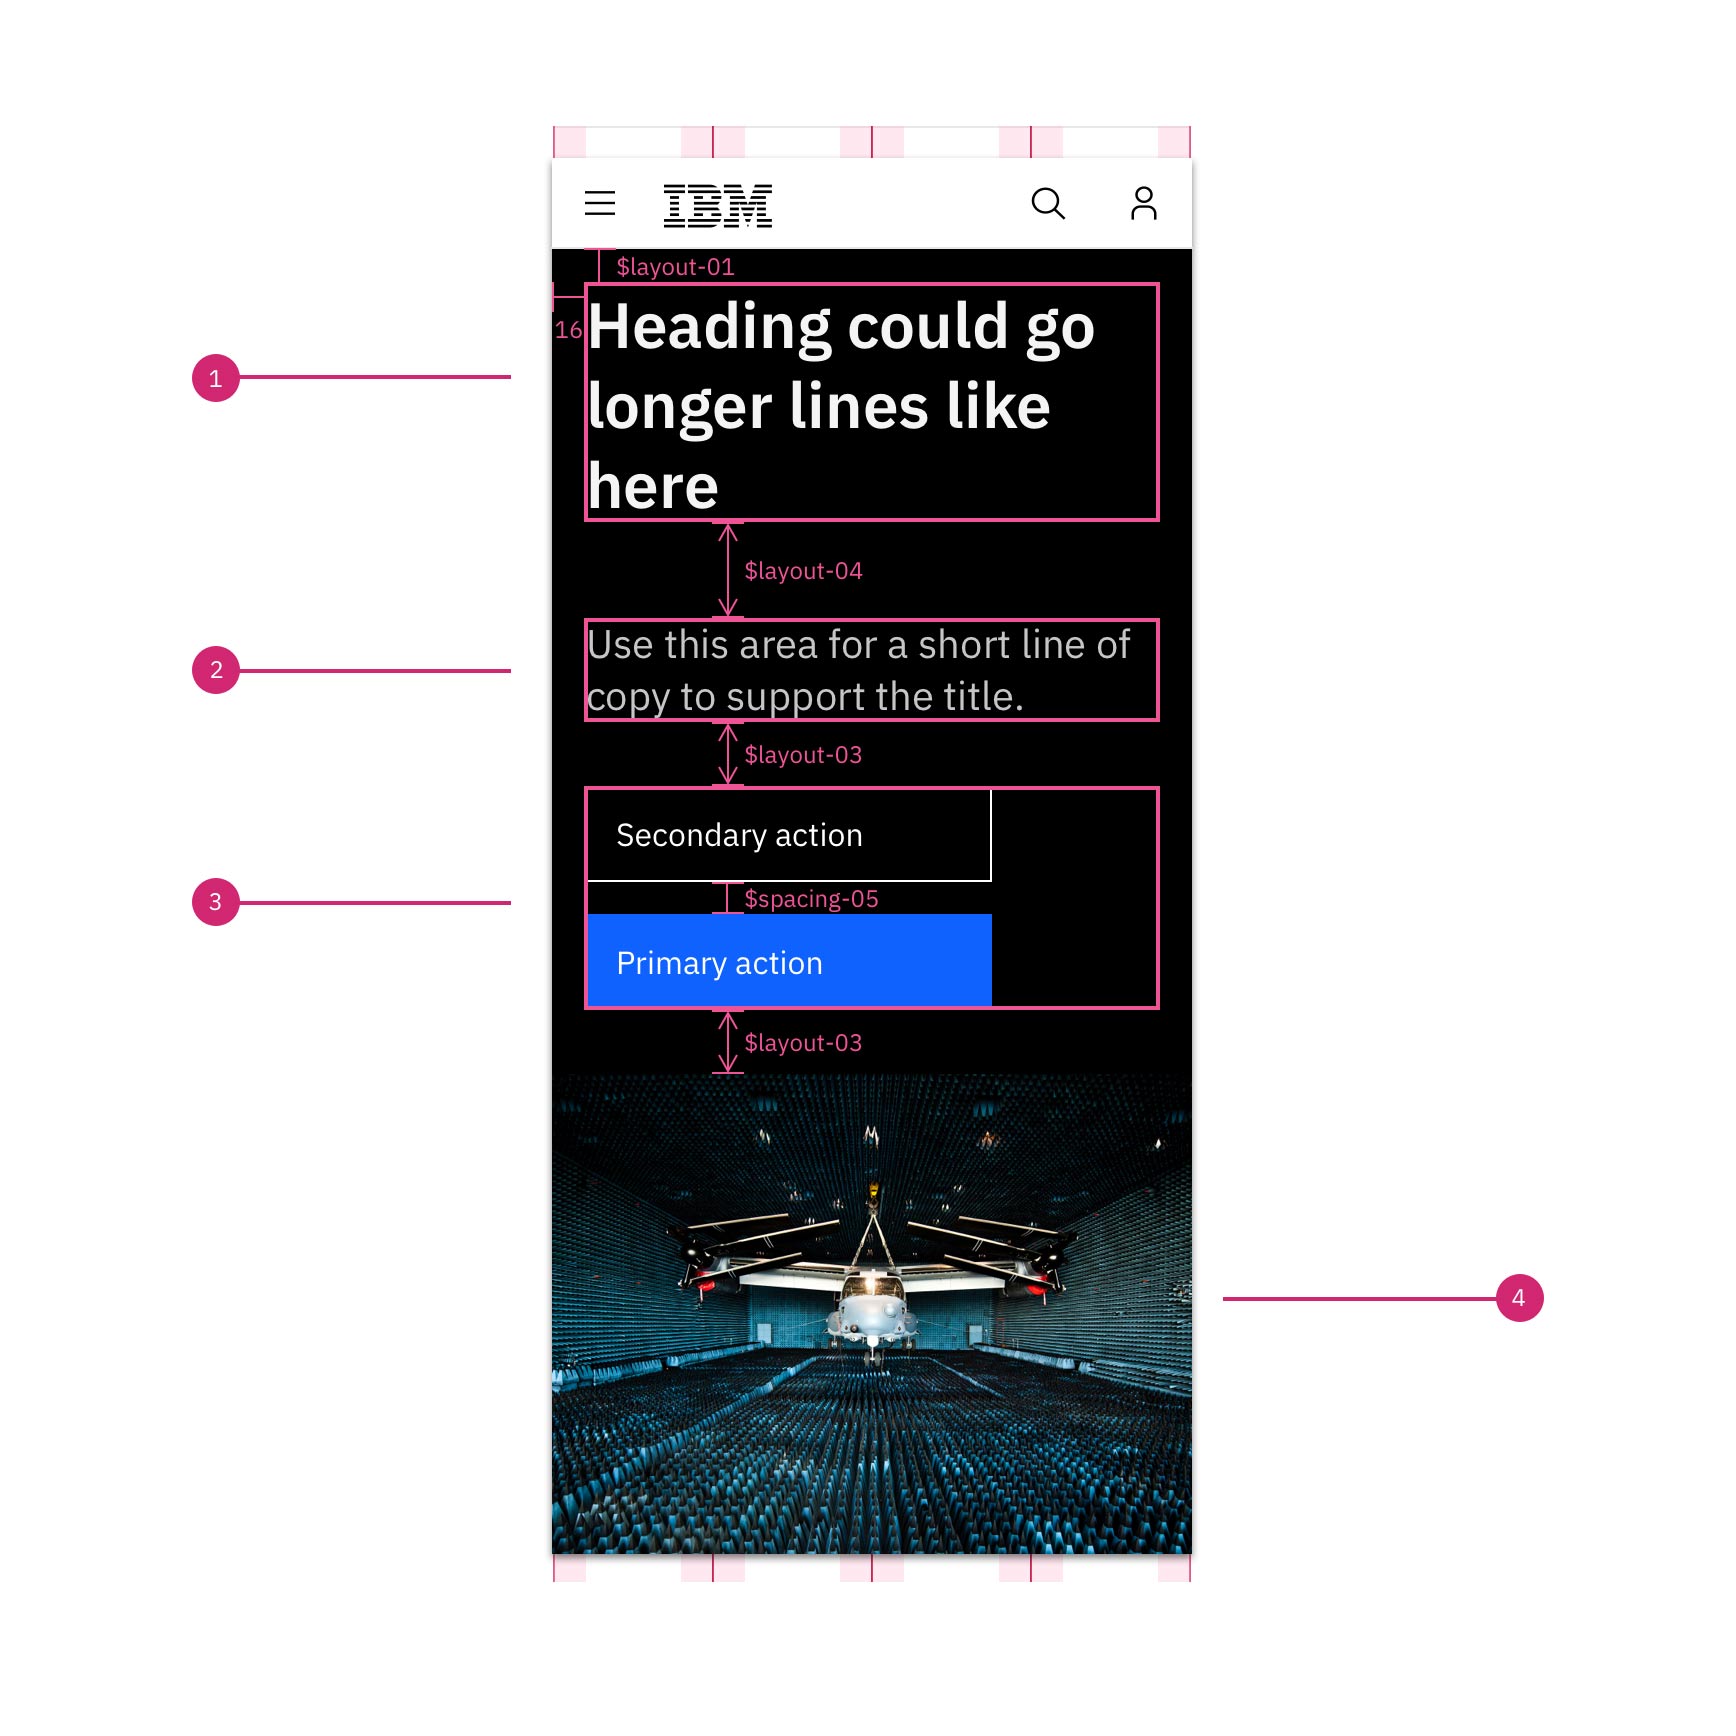 IBM
$layout-01
16
Heading could go
longer lines like
here
1
$layout-04
Use this area for a short line of
copy to support the title.
2
$layout-03
Secondary action
$spacing-05
3
Primary action
$layout-03
4